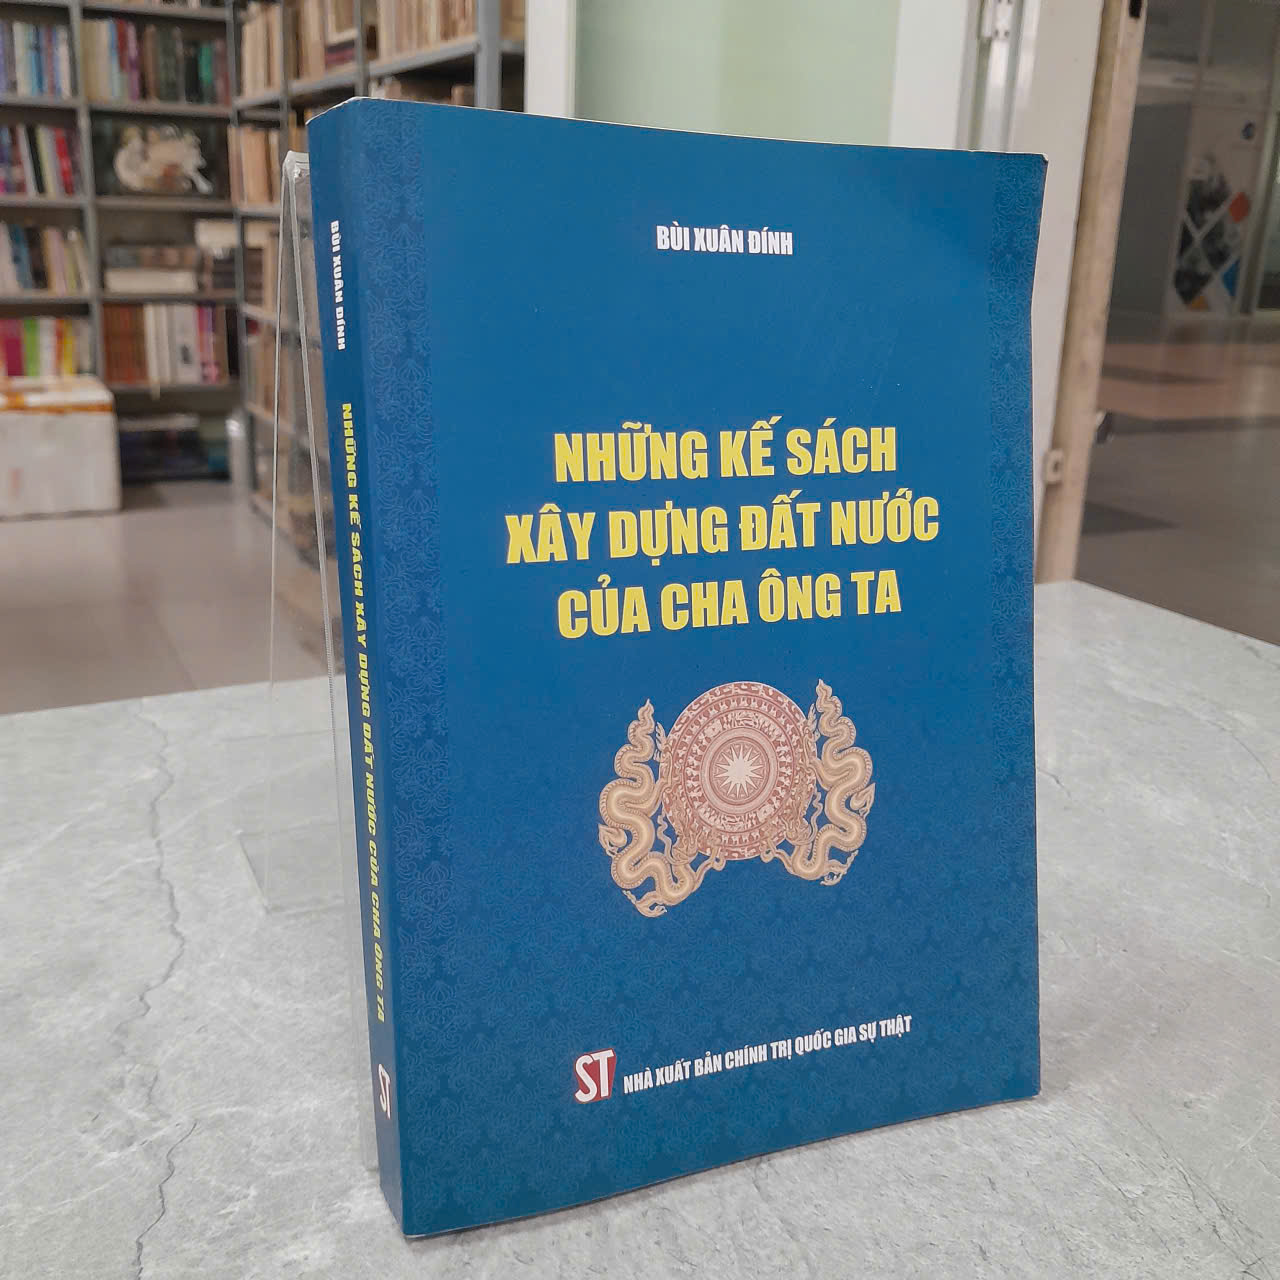 BÙI XUÂN ĐÍNH
NHỮNG KẾ SÁCH
XÂY DỰNG ĐẤT NƯỚC
CỦA CHA ÔNG TA
ST NHÀ XUẤT BẢN CHÍNH TRỊ QUỐC GIA SỰ THẬT
BÙI XUÂN ĐÍNH NHỮNG KẾ SÁCH XÂY DỰNG ĐẤT NƯỚC CỦA CHA ÔNG TA ST